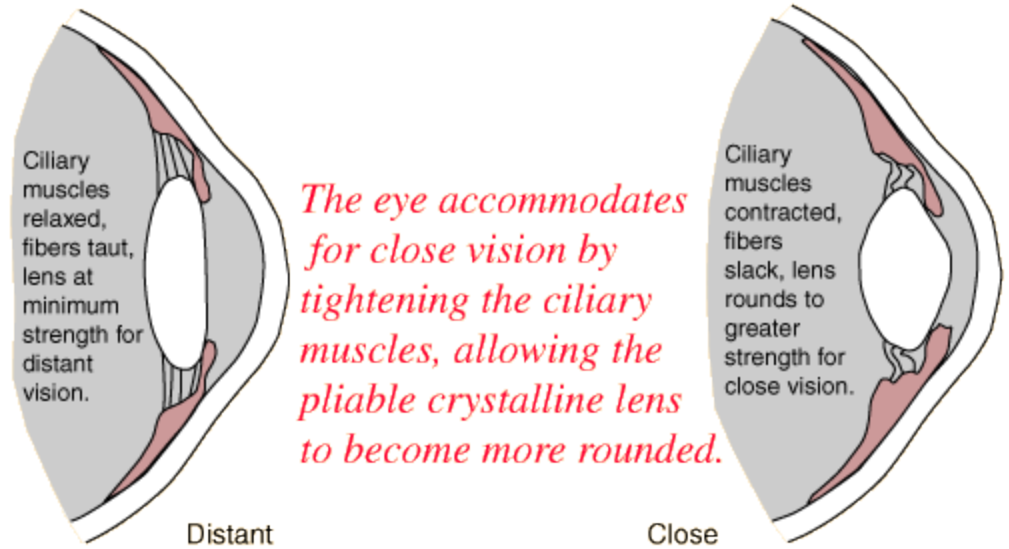 Ciliary
muscles
relaxed,
fibers taut,
lens at
minimum
strength for
distant
vision.
The eye accommodates
for close vision by
tightening the ciliary
muscles, allowing the
pliable crystalline lens
to become more rounded.
Ciliary
muscles
contracted,
fibers
slack, lens
rounds to
greater
strength for
close vision.
Distant
Close